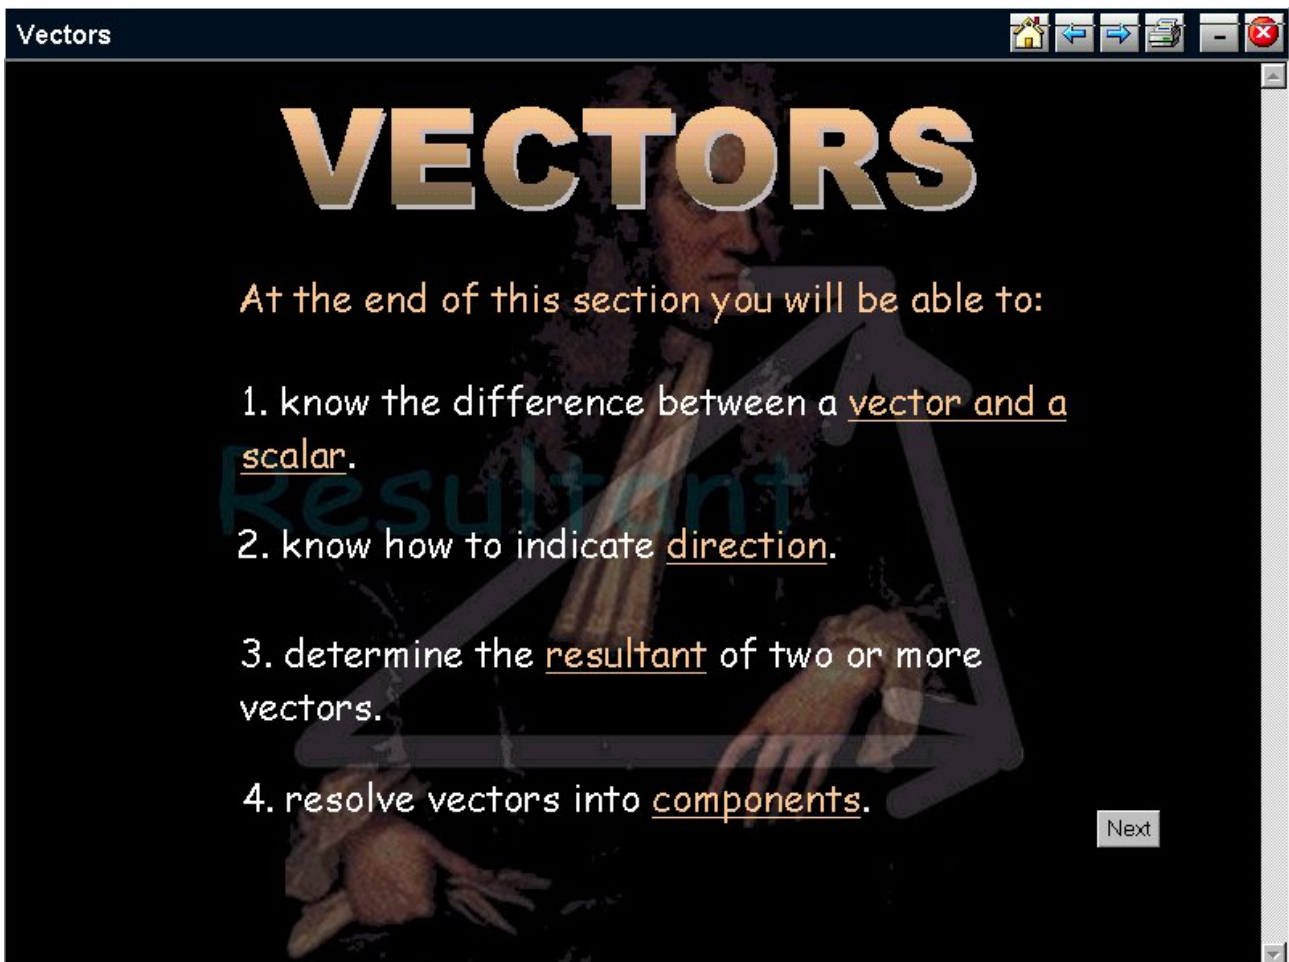 Vectors
VECTORS
At the end of this section you will be able to:
1. know the difference between a vector and a
scalar.
Resultant
2. know how to indicate direction.
3. determine the resultant of two or more
vectors.
4. resolve vectors into components.
Next